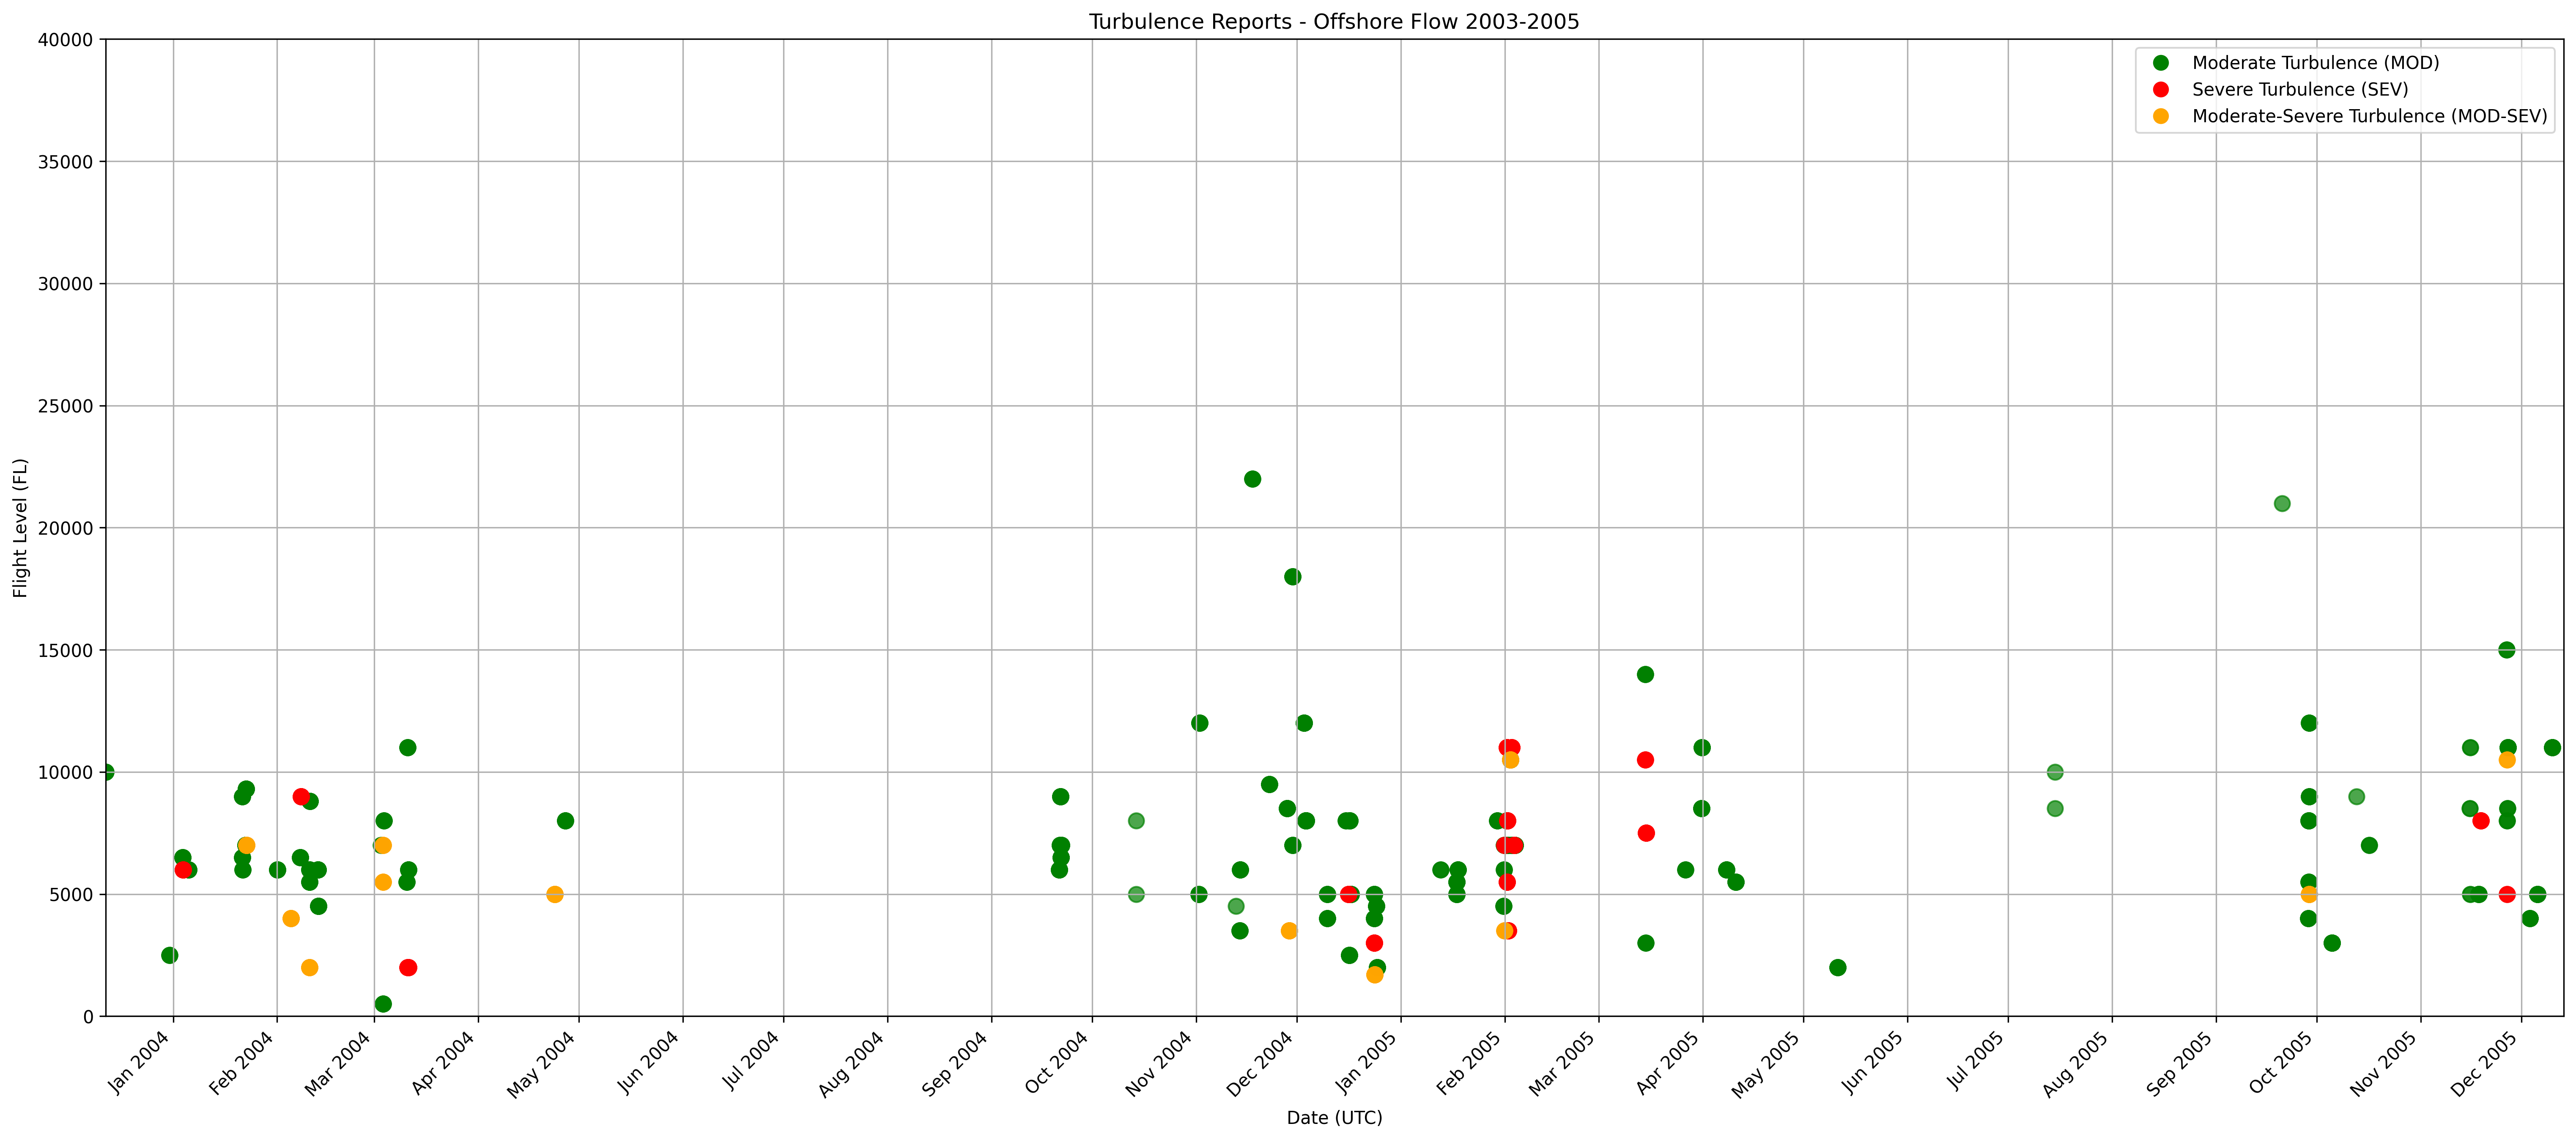 Turbulence Reports - Offshore Flow 2003-2005
40000
35000
30000
25000
20000
15000
10000
5000
0
Flight Level (FL)
Moderate Turbulence (MOD)
Severe Turbulence (SEV)
Moderate-Severe Turbulence (MOD-SEV)
Jan 2004
Feb 2004
Mar 2004
Apr 2004
May 2004
Jun 2004
Jul 2004
Aug 2004
Sep 2004
Oct 2004
Nov 2004
Dec 2004
Jan 2005
Feb 2005
Mar 2005
Apr 2005
May 2005
Jun 2005
Jul 2005
Aug 2005
Sep 2005
Oct 2005
Nov 2005
Dec 2005
Date (UTC)